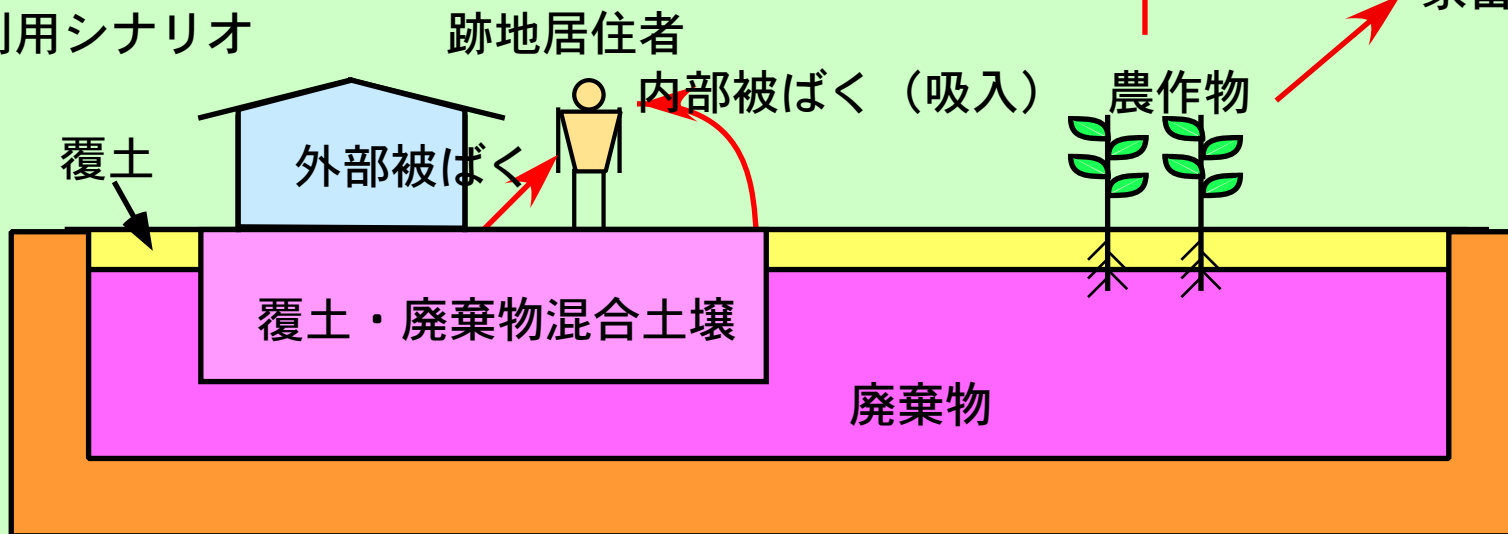 利用シナリオ
跡地居住者
内部被ばく（吸入）
農作物
覆土
外部被ばく
覆土・廃棄物混合土壌
廃棄物